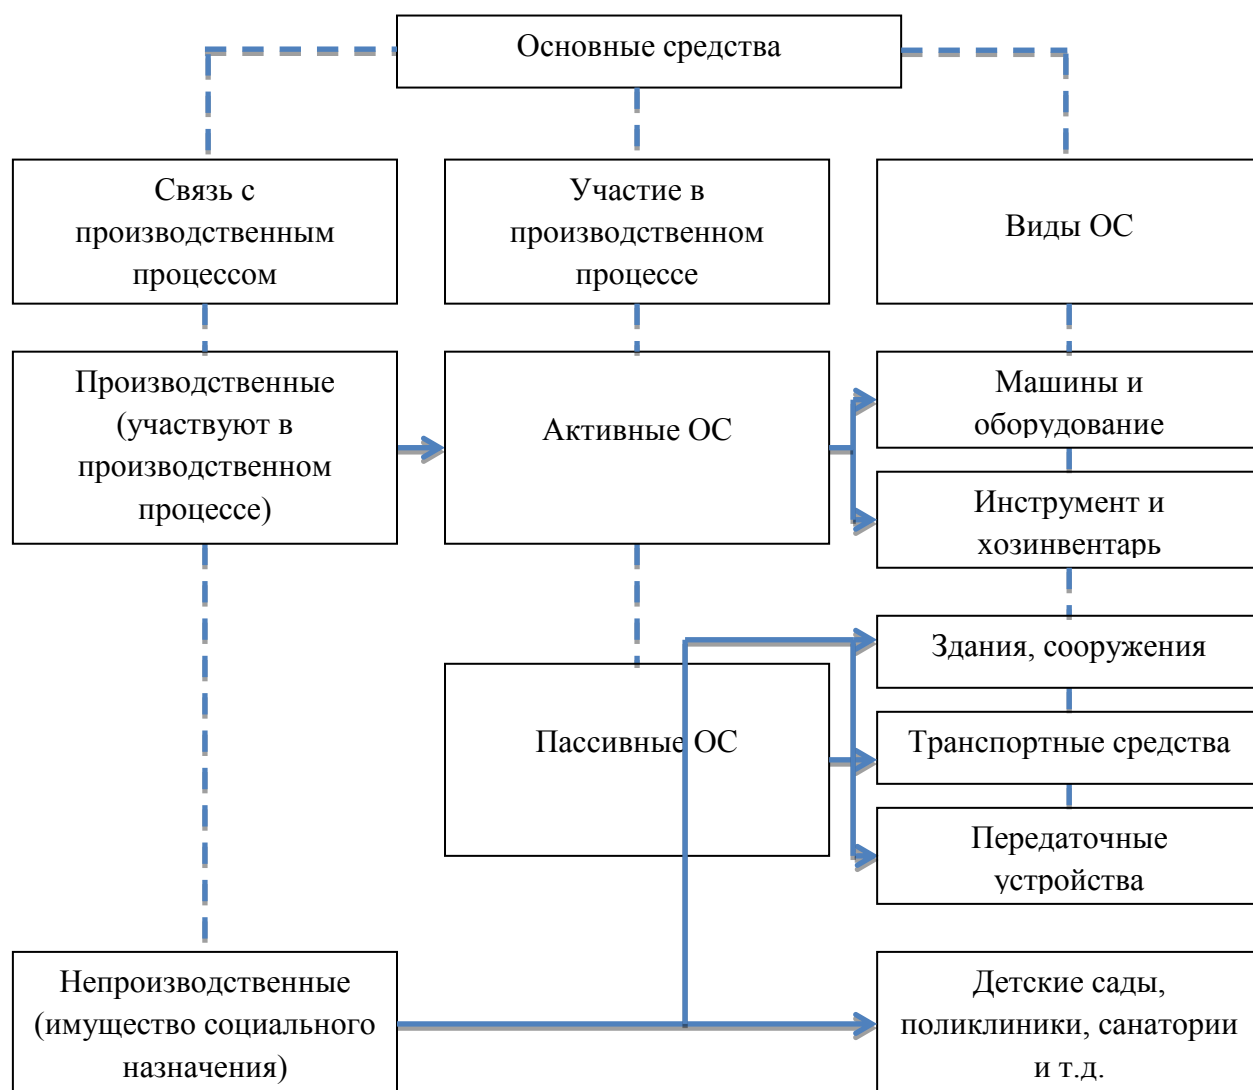 Основные средства
Связь с
производственным
процессом
Участие в
производственном
процессе
Виды ОС
Производственные
(участвуют в
производственном
процессе)
Активные ОС
Машины и
оборудование
Инструмент и
хозинвентарь
Здания, сооружения
Пассивные ОС
Транспортные средства
Передаточные
устройства
Непроизводственные
(имущество социального
назначения)
Детские сады,
поликлиники, санатории
и т.д.